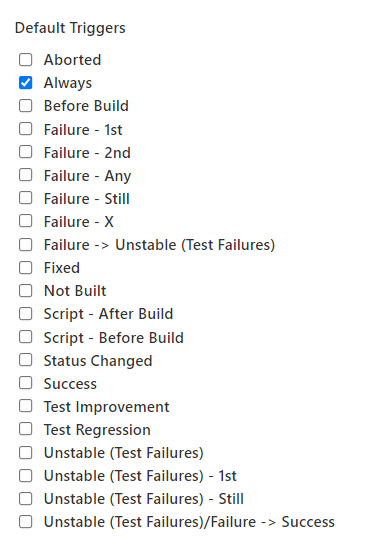 Default Triggers
Aborted
Always
Before Build
Failure - 1st
Failure - 2nd
Failure - Any
Failure - Still
Failure - X
Failure -> Unstable (Test Failures)
Fixed
Not Built
Script - After Build
Script - Before Build
Status Changed
Success
Test Improvement
Test Regression
Unstable (Test Failures)
Unstable (Test Failures) - 1st
Unstable (Test Failures) - Still
Unstable (Test Failures)/Failure -> Success